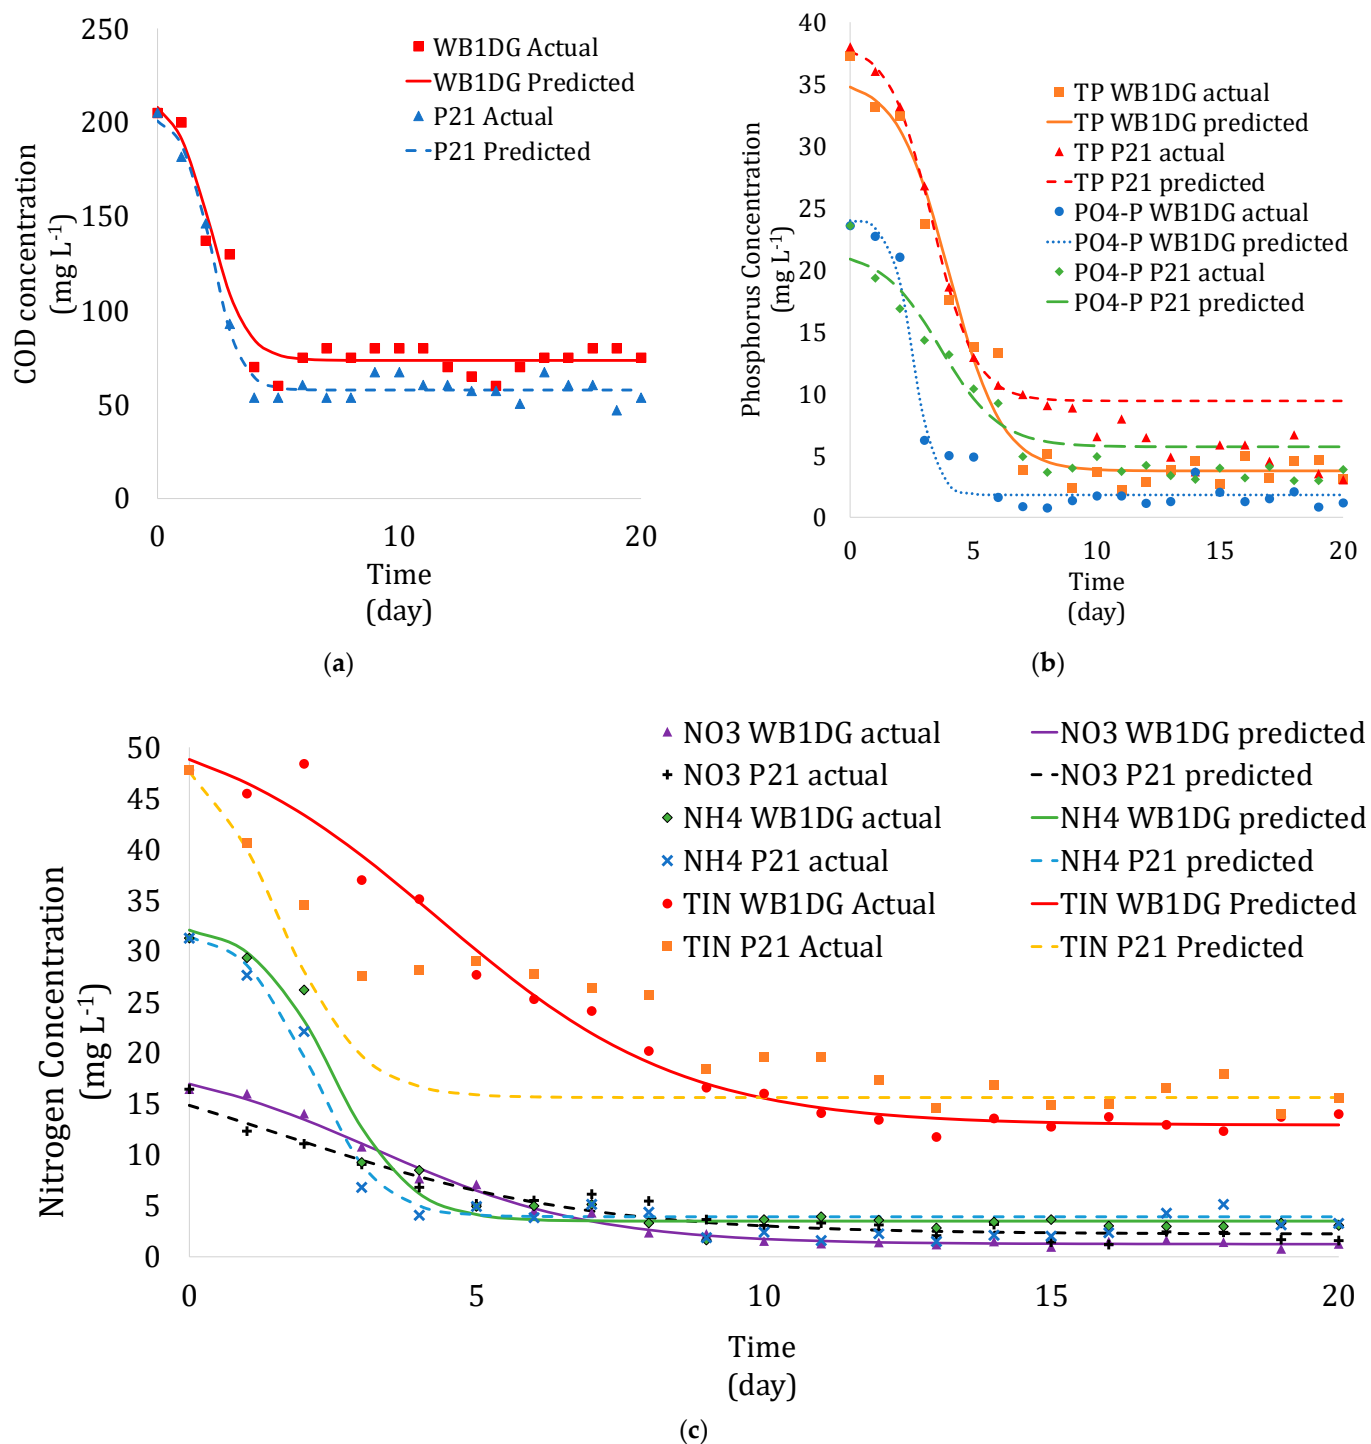 250
200
150
100
50
0
0
10
20
COD concentration
(mg L-1)
Time
(day)
WB1DG Actual
WB1DG Predicted
P21 Actual
P21 Predicted
(a)
40
35
30
25
20
15
10
5
0
0
5
10
15
20
Phosphorus Concentration
(mg L-1)
Time
(day)
TP WB1DG actual
TP WB1DG predicted
TP P21 actual
TP P21 predicted
PO4-P WB1DG actual
PO4-P WB1DG predicted
PO4-P P21 actual
PO4-P P21 predicted
(b)
50
45
40
35
30
25
20
15
10
5
0
0
5
10
15
20
Nitrogen Concentration
(mg L-1)
Time
(day)
NO3 WB1DG actual
NO3 WB1DG predicted
NO3 P21 actual
NO3 P21 predicted
NH4 WB1DG actual
NH4 WB1DG predicted
NH4 P21 actual
NH4 P21 predicted
TIN WB1DG Actual
TIN WB1DG Predicted
TIN P21 Actual
TIN P21 Predicted
(c)